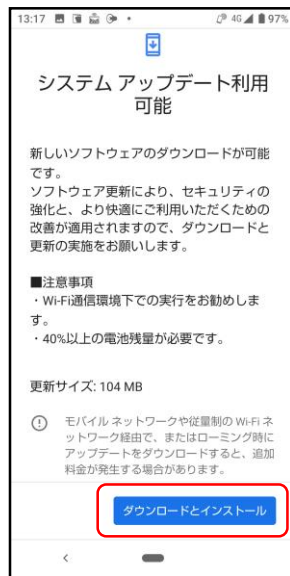 13:17 4G 97%
システム アップデート利用
可能
新しいソフトウェアのダウンロードが可能
です。
ソフトウェア更新により、セキュリティの
強化と、より快適にご利用いただくための
改善が適用されますので、ダウンロードと
更新の実施をお願いします。
■注意事項
・Wi-Fi通信環境下での実行をお勧めしま
す。
・40%以上の電池残量が必要です。
更新サイズ: 104 MB
モバイル ネットワークや従量制の Wi-Fi ネ
ットワーク経由で、またはローミング時に
アップデートをダウンロードすると、追加
料金が発生する場合があります。
ダウンロードとインストール